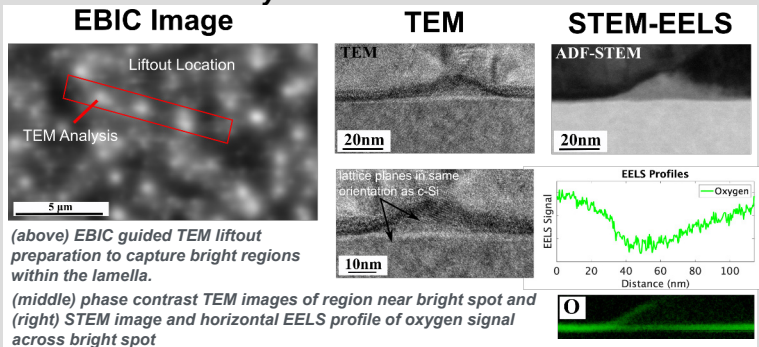 EBIC Image
TEM
STEM-EELS
Liftout Location
TEM Analysis
5 µm
TEM
20nm
ADF-STEM
20nm
lattice planes in same
orientation as c-Si
10nm
EELS Profiles
Oxygen
EELS Signal
0 20 40 60 80 100
Distance (nm)
O
(above) EBIC guided TEM liftout
preparation to capture bright regions
within the lamella.
(middle) phase contrast TEM images of region near bright spot and
(right) STEM image and horizontal EELS profile of oxygen signal
across bright spot